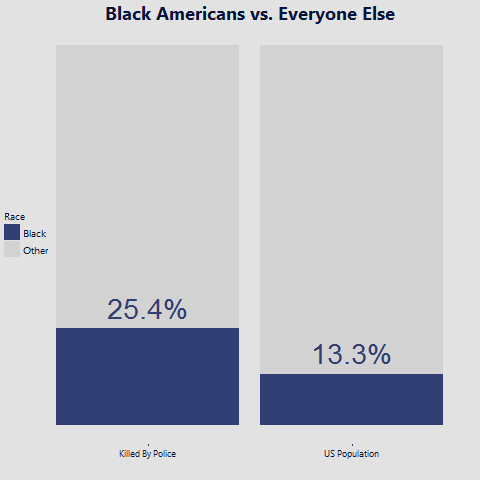 Black Americans vs. Everyone Else
Race
Black
Other
25.4%
13.3%
Killed By Police
US Population